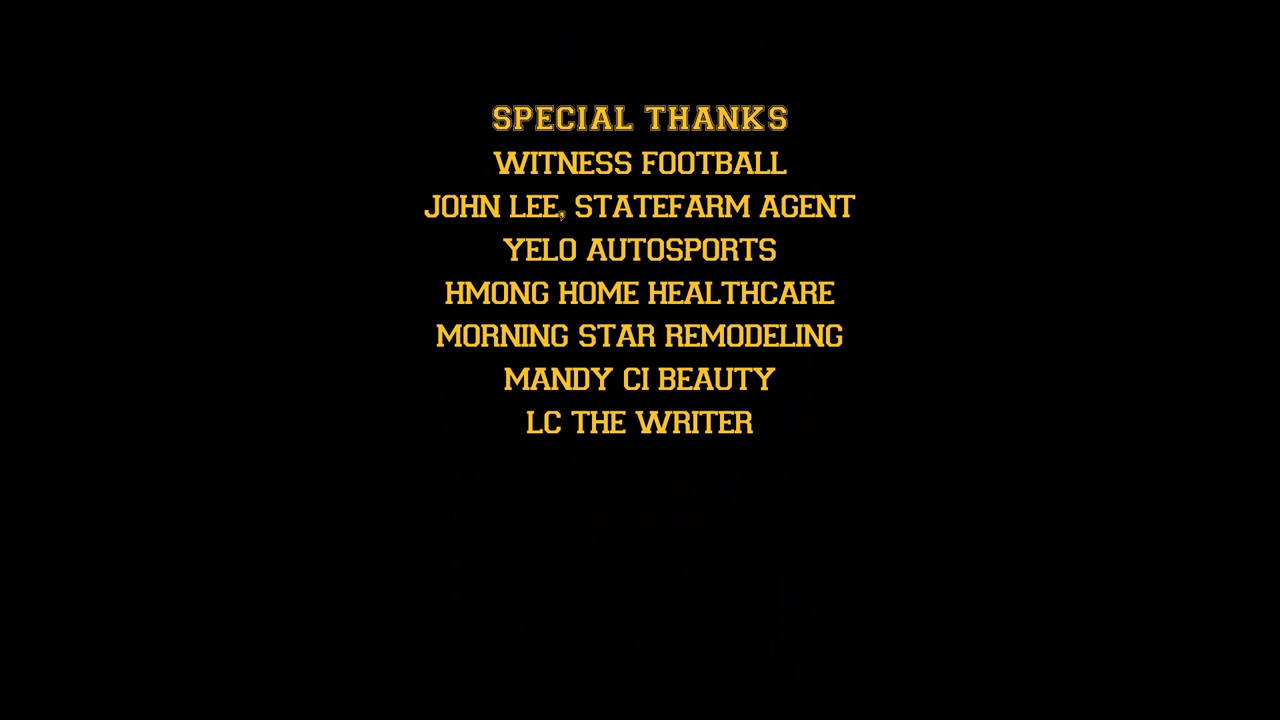 SPECIAL THANKS
WITNESS FOOTBALL
JOHN LEE, STATEFARM AGENT
YELO AUTOSPORTS
HMONG HOME HEALTHCARE
MORNING STAR REMODELING
MANDY CI BEAUTY
LC THE WRITER